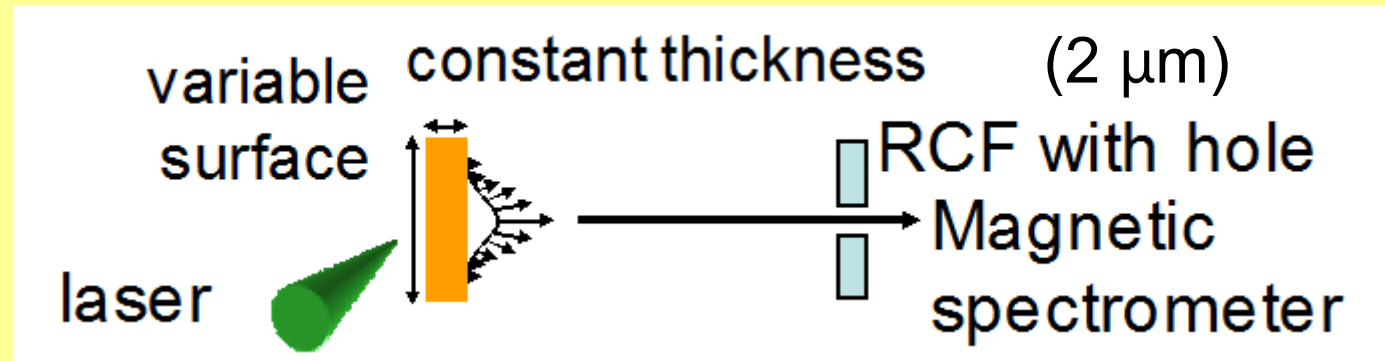 variable
surface
constant thickness (2 µm)
RCF with hole
Magnetic
spectrometer
laser